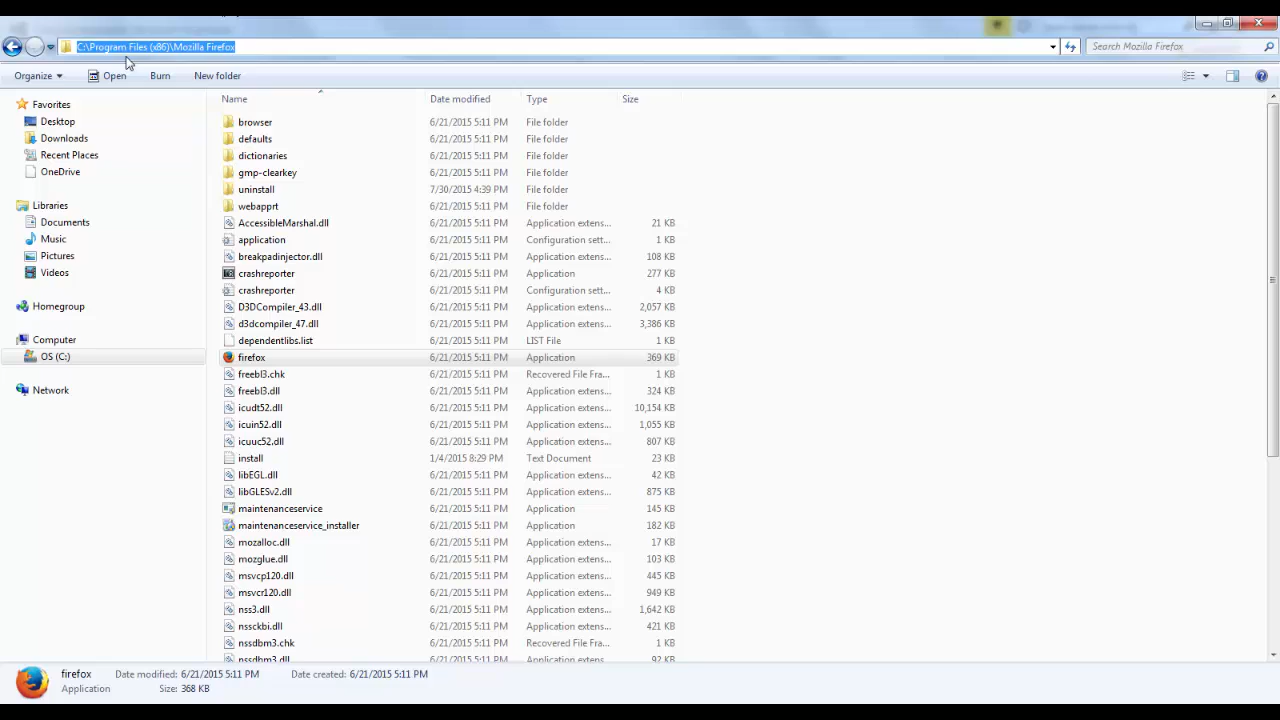 C:\Program Files (x86)\Mozilla Firefox
Search Mozilla Firefox
Organize Open Burn New folder
Favorites
Desktop
Downloads
Recent Places
OneDrive
Libraries
Documents
Music
Pictures
Videos
Homegroup
Computer
OS (C:)
Network
Name Date modified Type Size
browser 6/21/2015 5:11 PM File folder
defaults 6/21/2015 5:11 PM File folder
dictionaries 6/21/2015 5:11 PM File folder
gmp-clearkey 6/21/2015 5:11 PM File folder
uninstall 7/30/2015 4:39 PM File folder
webapprt 6/21/2015 5:11 PM File folder
AccessibleMarshal.dll 6/21/2015 5:11 PM Application extens... 21 KB
application 6/21/2015 5:11 PM Configuration sett... 1 KB
breakpadinjector.dll 6/21/2015 5:11 PM Application extens... 108 KB
crashreporter 6/21/2015 5:11 PM Application 277 KB
crashreporter 6/21/2015 5:11 PM Configuration sett... 4 KB
D3DCompiler_43.dll 6/21/2015 5:11 PM Application extens... 2,057 KB
d3dcompiler_47.dll 6/21/2015 5:11 PM Application extens... 3,386 KB
dependentlibs.list 6/21/2015 5:11 PM LIST File 1 KB
firefox 6/21/2015 5:11 PM Application 369 KB
freebl3.chk 6/21/2015 5:11 PM Recovered File Fra... 1 KB
freebl3.dll 6/21/2015 5:11 PM Application extens... 324 KB
icudt52.dll 6/21/2015 5:11 PM Application extens... 10,154 KB
icuin52.dll 6/21/2015 5:11 PM Application extens... 1,055 KB
icuuc52.dll 6/21/2015 5:11 PM Application extens... 807 KB
install 1/4/2015 8:29 PM Text Document 23 KB
libEGL.dll 6/21/2015 5:11 PM Application extens... 42 KB
libGLESv2.dll 6/21/2015 5:11 PM Application extens... 875 KB
maintenanceservice 6/21/2015 5:11 PM Application 145 KB
maintenanceservice_installer 6/21/2015 5:11 PM Application 182 KB
mozalloc.dll 6/21/2015 5:11 PM Application extens... 17 KB
mozglue.dll 6/21/2015 5:11 PM Application extens... 103 KB
msvcp120.dll 6/21/2015 5:11 PM Application extens... 445 KB
msvcr120.dll 6/21/2015 5:11 PM Application extens... 949 KB
nss3.dll 6/21/2015 5:11 PM Application extens... 1,642 KB
nssckbi.dll 6/21/2015 5:11 PM Application extens... 421 KB
nssdbm3.chk 6/21/2015 5:11 PM Recovered File Fra... 1 KB
nssdbm3.dll 6/21/2015 5:11 PM Application extens... 92 KB
firefox Date modified: 6/21/2015 5:11 PM Date created: 6/21/2015 5:11 PM
Application Size: 368 KB